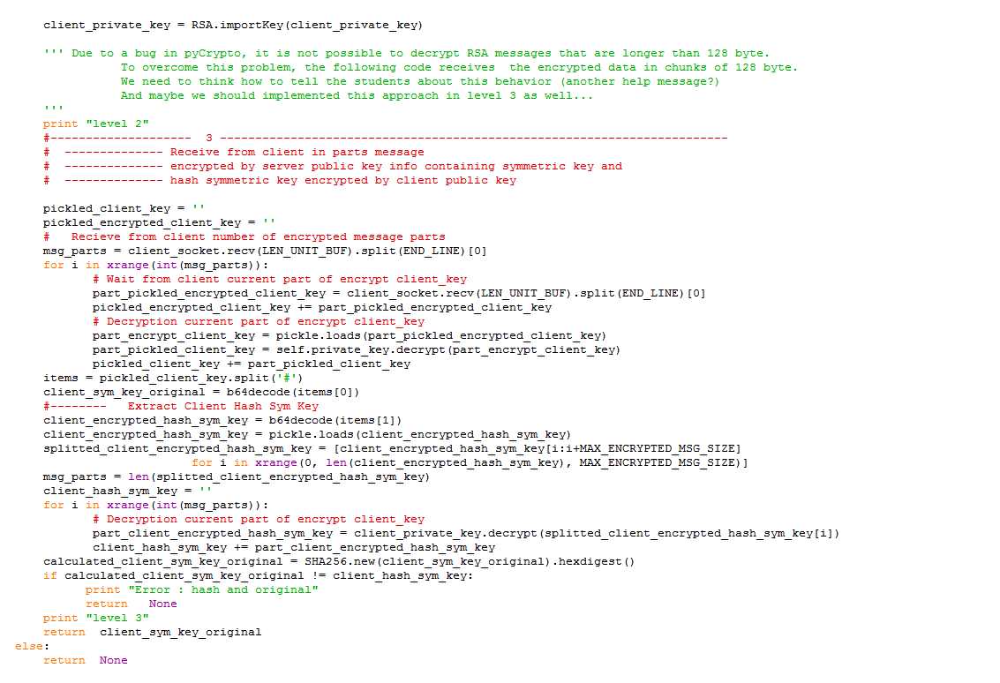 client_private_key = RSA.importKey(client_private_key)
''' Due to a bug in pyCrypto, it is not possible to decrypt RSA messages that are longer than 128 byte.
To overcome this problem, the following code receives  the encrypted data in chunks of 128 byte.
We need to think how to tell the students about this behavior (another help message?)
And maybe we should implemented this approach in level 3 as well...
'''
print "level 2"
#--------------------  3 ------------------------------------------------------------------------
#  -------------- Receive from client in parts message
#  -------------- encrypted by server public key info containing symmetric key and
#  -------------- hash symmetric key encrypted by client public key
pickled_client_key = ''
pickled_encrypted_client_key = ''
#   Recieve from client number of encrypted message parts
msg_parts = client_socket.recv(LEN_UNIT_BUF).split(END_LINE)[0]
for i in xrange(int(msg_parts)):
# Wait from client current part of encrypt client_key
part_pickled_encrypted_client_key = client_socket.recv(LEN_UNIT_BUF).split(END_LINE)[0]
pickled_encrypted_client_key += part_pickled_encrypted_client_key
# Decryption current part of encrypt client_key
part_encrypt_client_key = pickle.loads(part_pickled_encrypted_client_key)
part_pickled_client_key = self.private_key.decrypt(part_encrypt_client_key)
pickled_client_key += part_pickled_client_key
items = pickled_client_key.split('#')
client_sym_key_original = b64decode(items[0])
#--------   Extract Client Hash Sym Key
client_encrypted_hash_sym_key = b64decode(items[1])
client_encrypted_hash_sym_key = pickle.loads(client_encrypted_hash_sym_key)
splitted_client_encrypted_hash_sym_key = [client_encrypted_hash_sym_key[i:i+MAX_ENCRYPTED_MSG_SIZE]
for i in xrange(0, len(client_encrypted_hash_sym_key), MAX_ENCRYPTED_MSG_SIZE)]
msg_parts = len(splitted_client_encrypted_hash_sym_key)
client_hash_sym_key = ''
for i in xrange(int(msg_parts)):
# Decryption current part of encrypt client_key
part_client_encrypted_hash_sym_key = client_private_key.decrypt(splitted_client_encrypted_hash_sym_key[i])
client_hash_sym_key += part_client_encrypted_hash_sym_key
calculated_client_sym_key_original = SHA256.new(client_sym_key_original).hexdigest()
if calculated_client_sym_key_original != client_hash_sym_key:
print "Error : hash and original"
return   None
print "level 3"
return  client_sym_key_original
else:
return  None